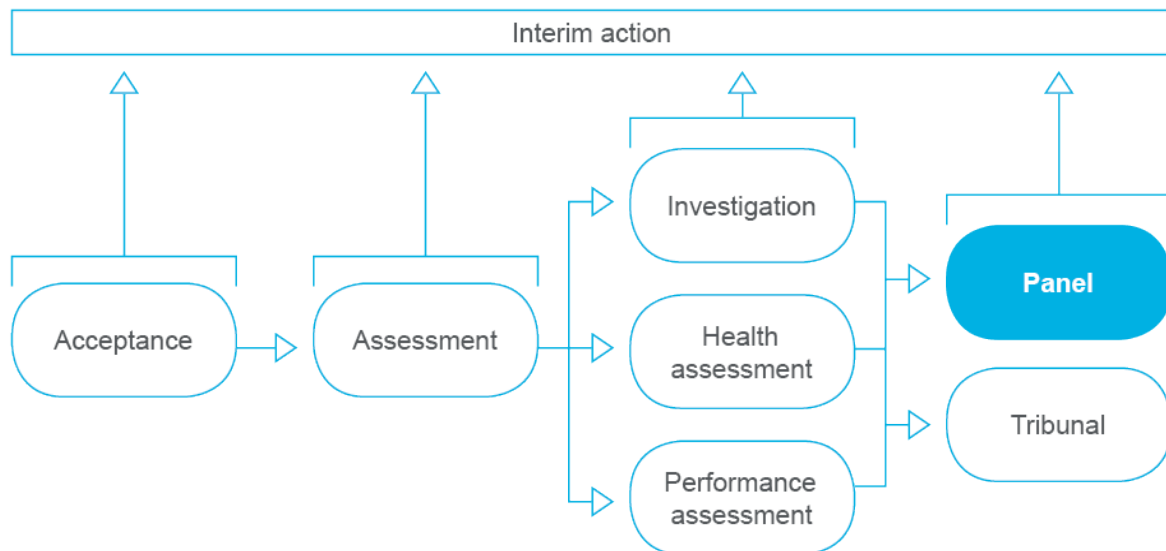 Interim action
Acceptance
Assessment
Investigation
Health
assessment
Performance
assessment
Panel
Tribunal